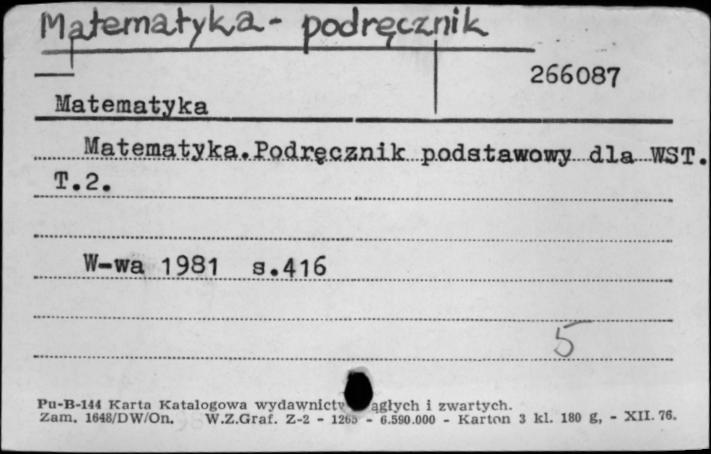 Matematyka - podręcznik
266087
Matematyka
Matematyka.Podręcznik podstawowy dla WST.
T.2.
W-wa 1981 s.416
5
Pu-B-144 Karta Katalogowa wydawnictw ągłych i zwartych.
Zam. 1648/DW/On. W.Z.Graf. Z-2 - 1265 - 6.590.000 - Karton 3 kl. 180 g, - XII. 76.